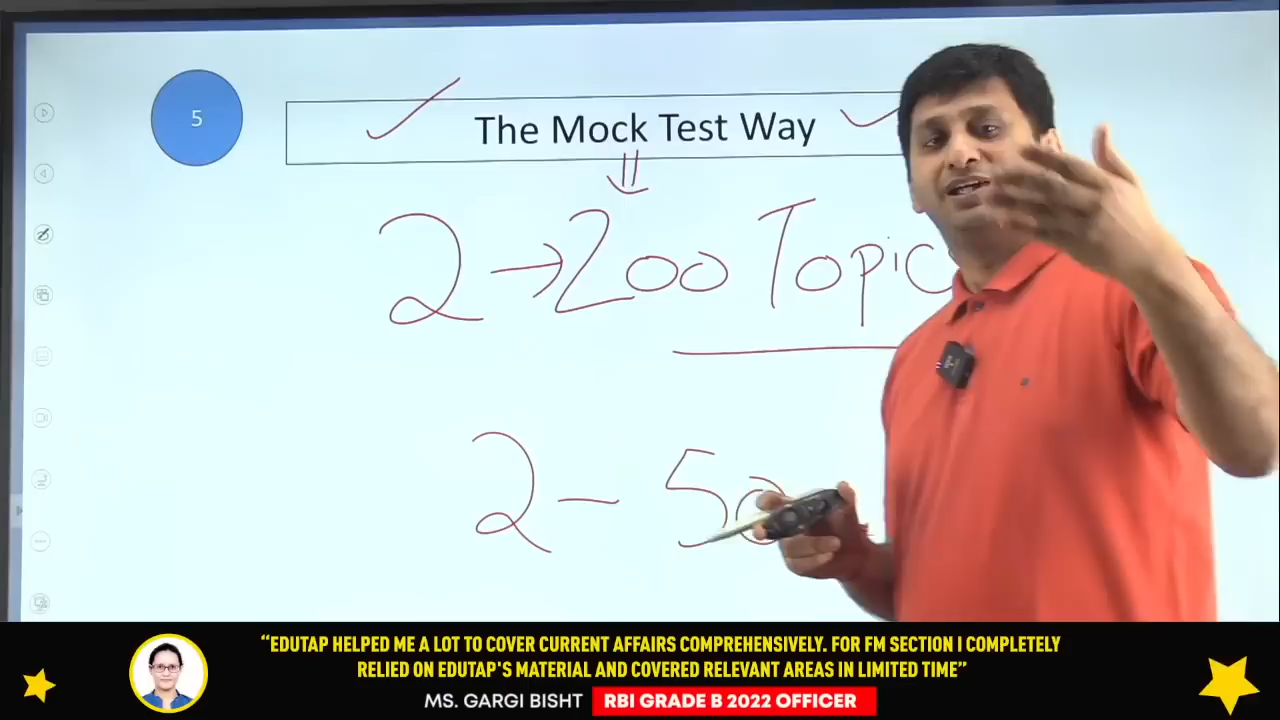 5
The Mock Test Way
2→200 Topic
2 - 50
“EDUTAP HELPED ME A LOT TO COVER CURRENT AFFAIRS COMPREHENSIVELY. FOR FM SECTION I COMPLETELY
RELIED ON EDUTAP'S MATERIAL AND COVERED RELEVANT AREAS IN LIMITED TIME”
MS. GARGI BISHT RBI GRADE B 2022 OFFICER